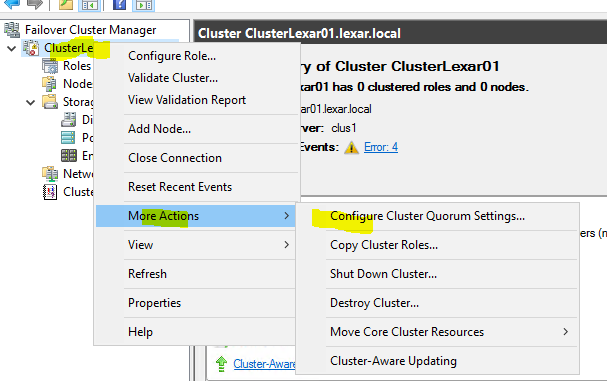 Failover Cluster Manager
ClusterLe
Roles
Node
Storag
Di
Po
En
Netw
Cluste
Configure Role...
Validate Cluster...
View Validation Report
Add Node...
Close Connection
Reset Recent Events
More Actions
View
Refresh
Properties
Help
Cluster ClusterLexar01.lexar.local
ry of Cluster ClusterLexar01
xar01 has 0 clustered roles and 0 nodes.
ar01.lexar.local
erver: clus1
Events: Error: 4
Configure Cluster Quorum Settings...
Copy Cluster Roles...
Shut Down Cluster...
Destroy Cluster...
Move Core Cluster Resources
Cluster-Aware Updating
ers (n
Cluster-Aware